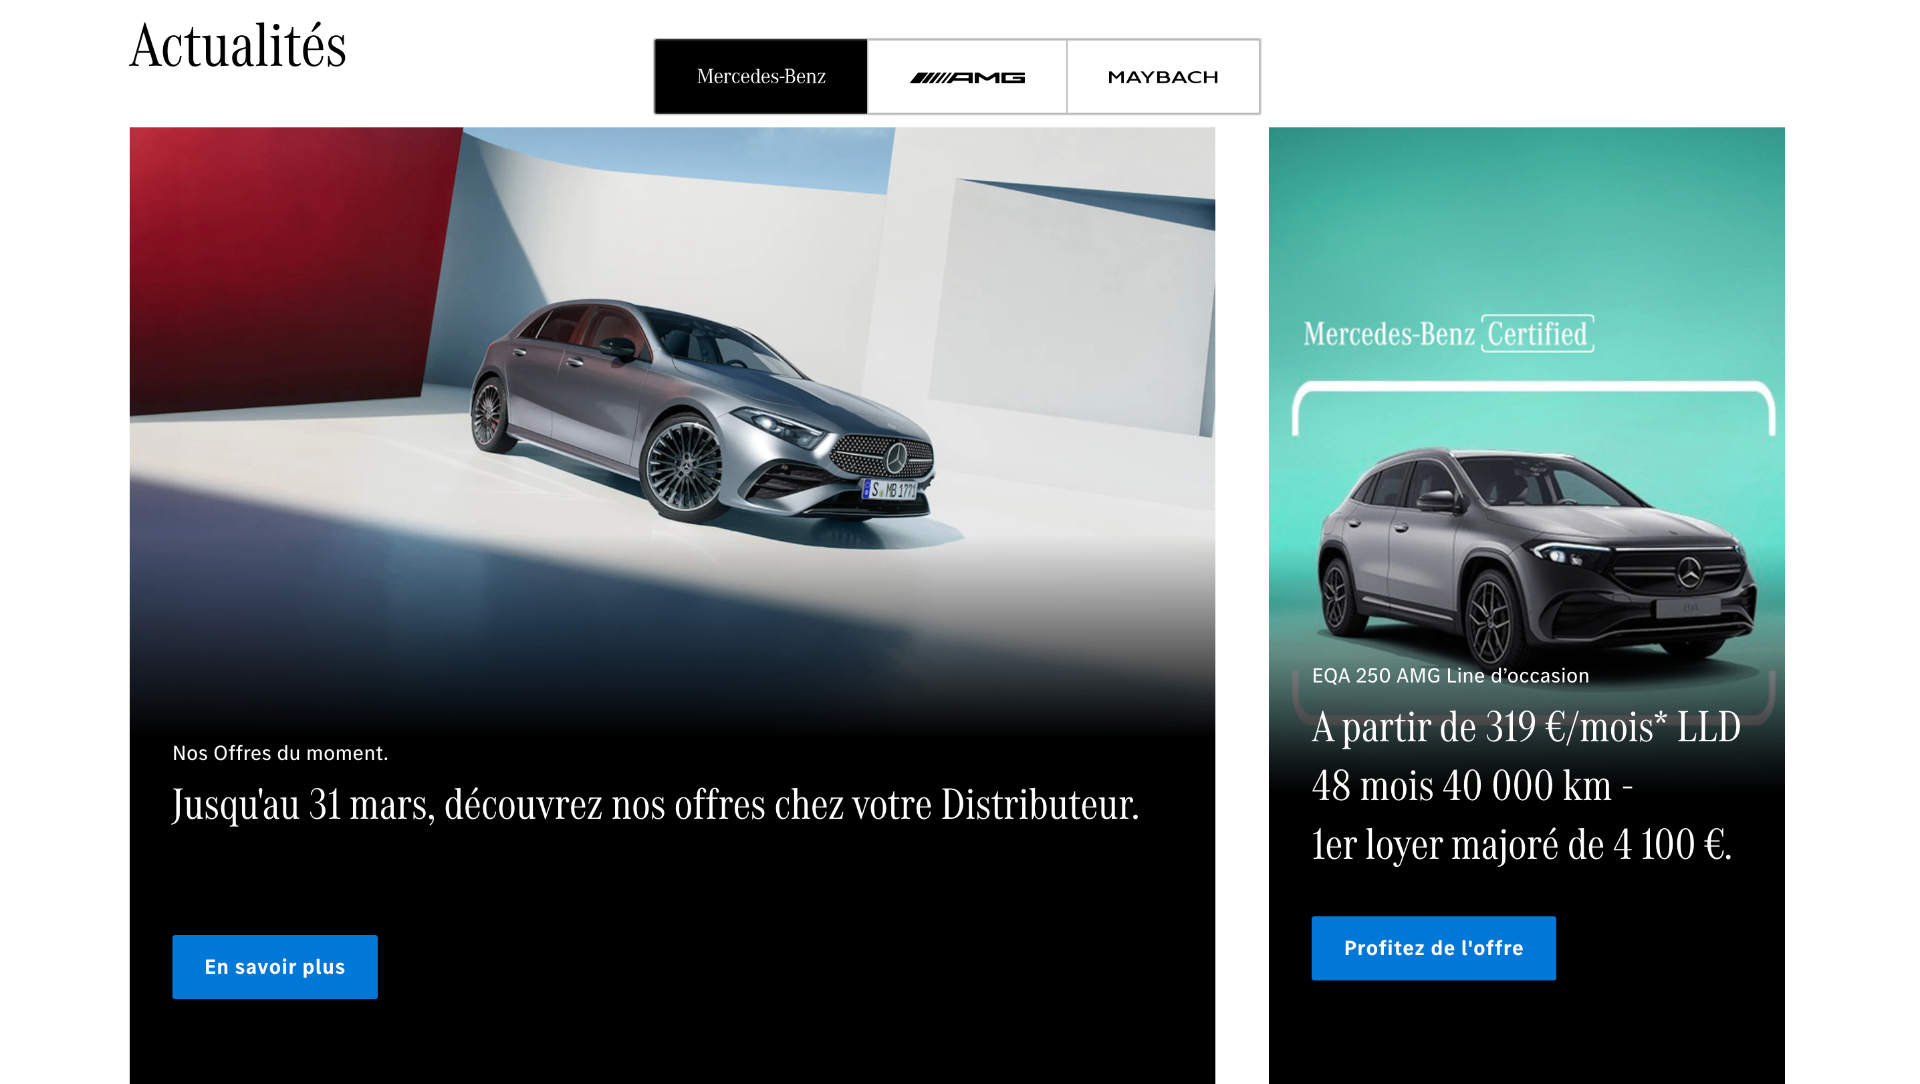 Actualités
Mercedes-Benz
AMG
MAYBACH
S MB 1771
Nos Offres du moment.
Jusqu'au 31 mars, découvrez nos offres chez votre Distributeur.
En savoir plus
Mercedes-Benz Certified
EQA 250 AMG Line d’occasion
A partir de 319 €/mois* LLD
48 mois 40 000 km -
1er loyer majoré de 4 100 €.
Profitez de l'offre